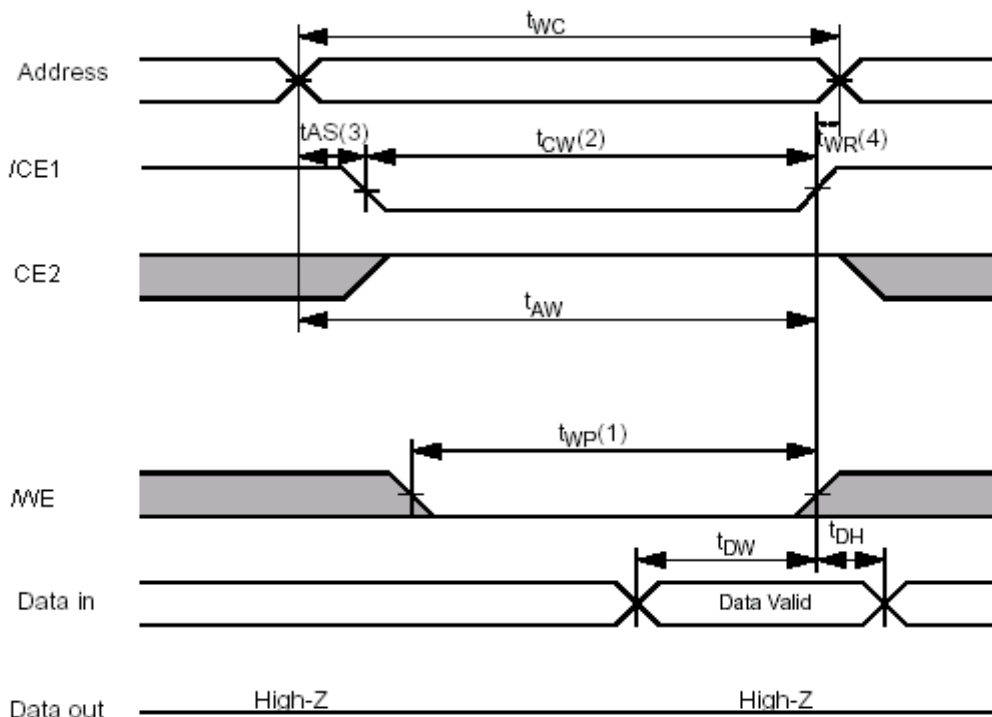 tWC
Address
tAS(3)
tCW(2)
tWR(4)
/CE1
CE2
tAW
tWP(1)
/WE
tDW
tDH
Data in
Data Valid
High-Z
High-Z
Data out